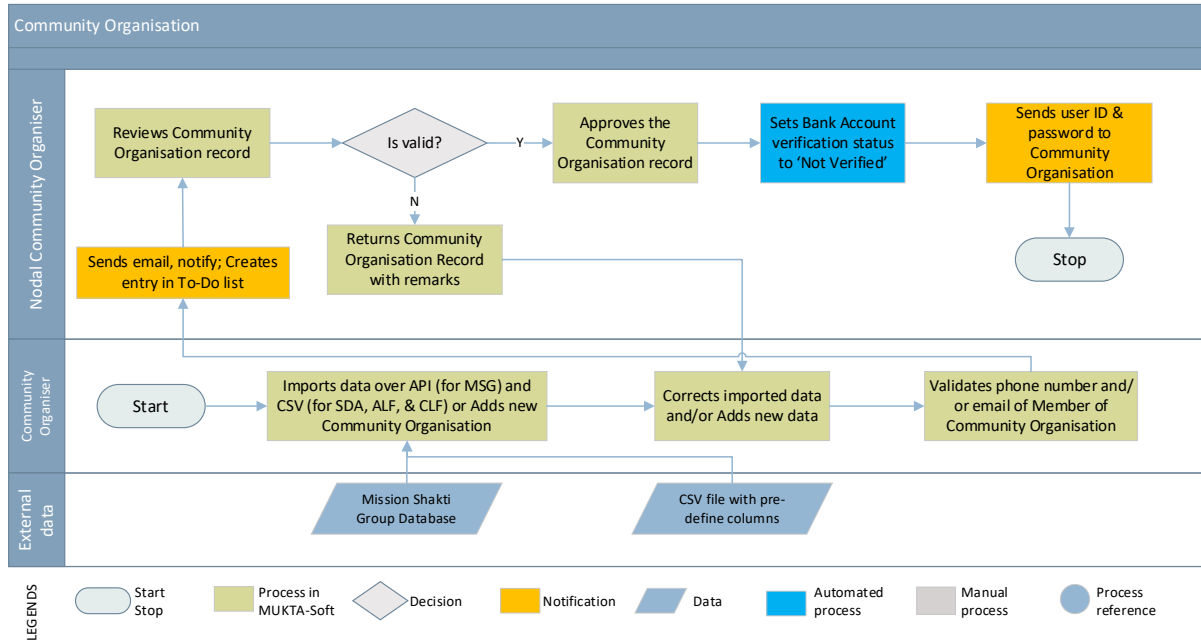 Community Organisation
Nodal Community Organiser
Reviews Community
Organisation record
Is valid?
Y
N
Approves the
Community
Organisation record
Sets Bank Account
verification status
to ‘Not Verified’
Sends user ID &
password to
Community
Organisation
Sends email, notify; Creates
entry in To-Do list
Returns Community
Organisation Record
with remarks
Stop
Community
Organiser
Start
Imports data over API (for MSG) and
CSV (for SDA, ALF, & CLF) or Adds new
Community Organisation
Corrects imported data
and/or Adds new data
Validates phone number and/
or email of Member of
Community Organisation
External
data
Mission Shakti
Group Database
CSV file with pre-
define columns
LEGENDS
Start
Stop
Process in
MUKTA-Soft
Decision
Notification
Data
Automated
process
Manual
process
Process
reference